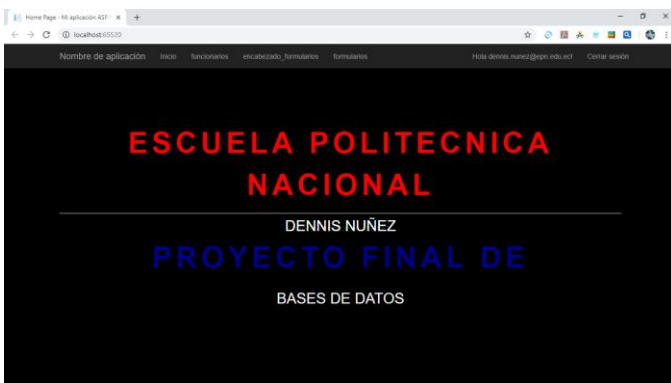 Home Page - Mi aplicación ASP
localhost:65520
Nombre de aplicación Inicio funcionarios encabezado_formularios formularios Hola dennis.nunez@epn.edu.ec! Cerrar sesión
ESCUELA POLITECNICA
NACIONAL
DENNIS NUÑEZ
PROYECTO FINAL DE
BASES DE DATOS